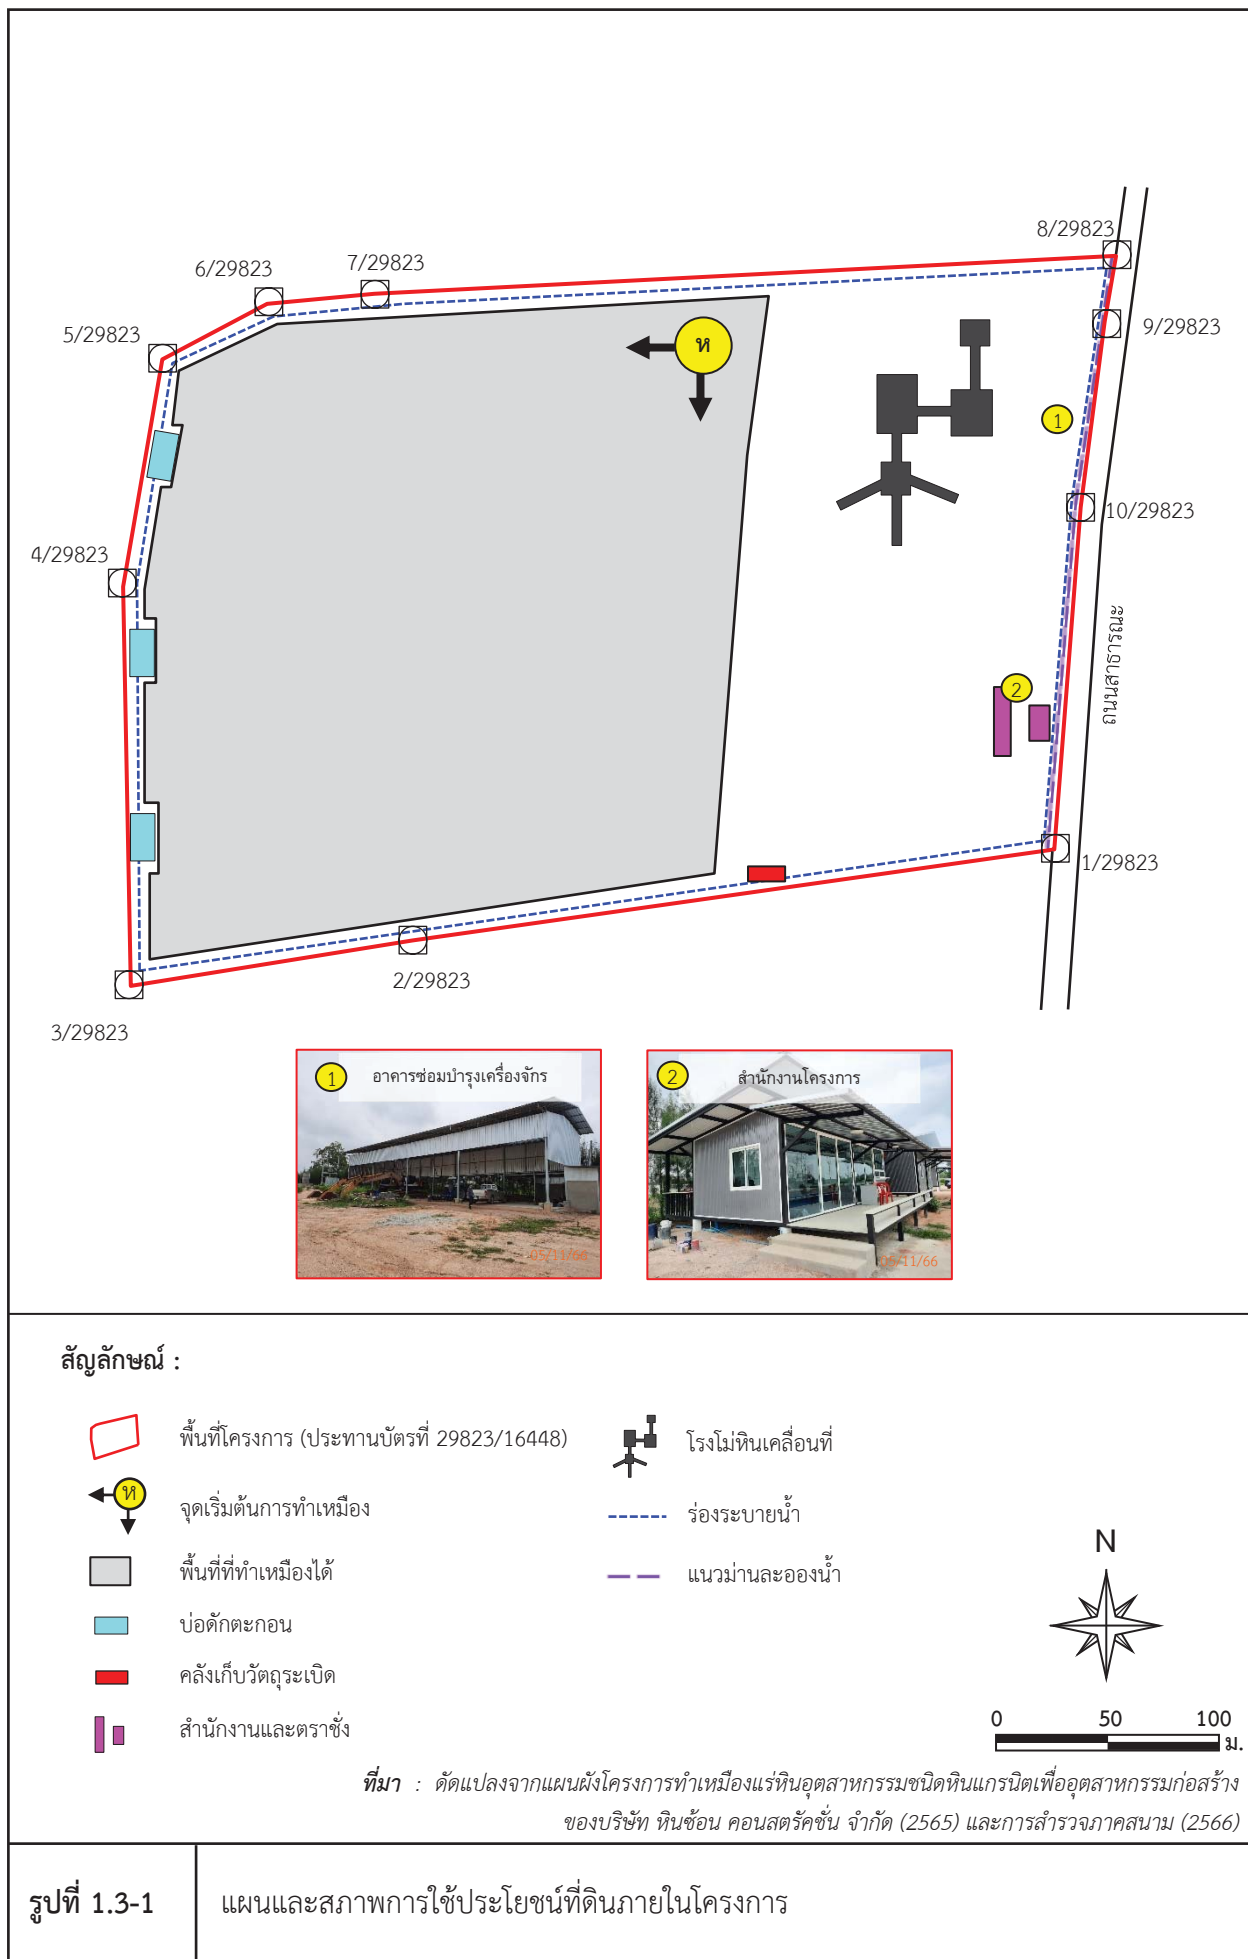 8/29823
7/29823
6/29823
9/29823
5/29823
ห
1
10/29823
4/29823
ถนนสาธารณะ
2
1/29823
2/29823
3/29823
1 อาคารซ่อมบำรุงเครื่องจักร
2 สำนักงานโครงการ
05/11/66
05/11/66
สัญลักษณ์ :
พื้นที่โครงการ (ประทานบัตรที่ 29823/16448)
โรงโม่หินเคลื่อนที่
ห
จุดเริ่มต้นการทำเหมือง
ร่องระบายน้ำ
พื้นที่ที่ทำเหมืองได้
แนวม่านละอองน้ำ
บ่อดักตะกอน
คลังเก็บวัตถุระเบิด
สำนักงานและตราชั่ง
N
0 50 100
ม.
ที่มา : ดัดแปลงจากแผนผังโครงการทำเหมืองแร่หินอุตสาหกรรมชนิดหินแกรนิตเพื่ออุตสาหกรรมก่อสร้าง
ของบริษัท หินซ้อน คอนสตรัคชั่น จำกัด (2565) และการสำรวจภาคสนาม (2566)
รูปที่ 1.3-1
แผนและสภาพการใช้ประโยชน์ที่ดินภายในโครงการ